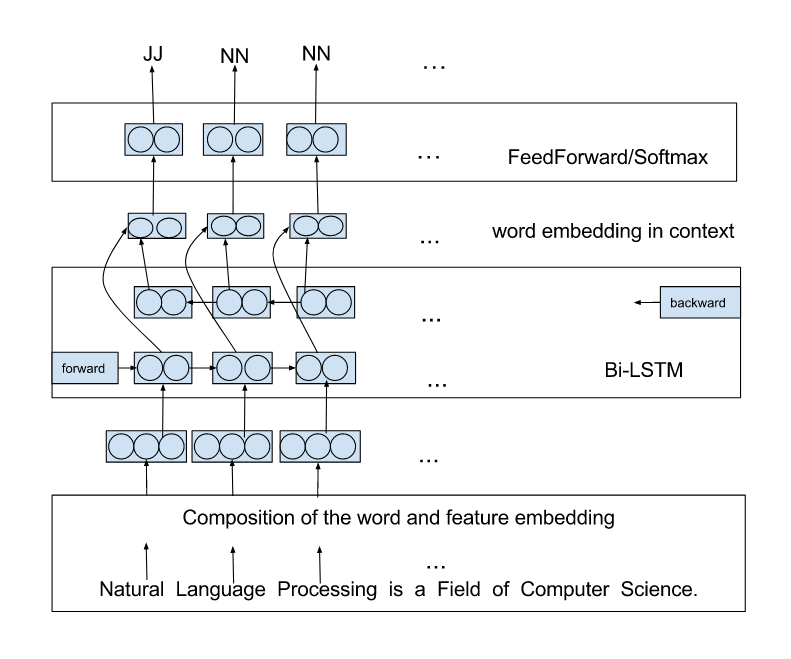 JJ NN NN ...
... FeedForward/Softmax
... word embedding in context
... backward
forward ... Bi-LSTM
...
Composition of the word and feature embedding
...
Natural Language Processing is a Field of Computer Science.